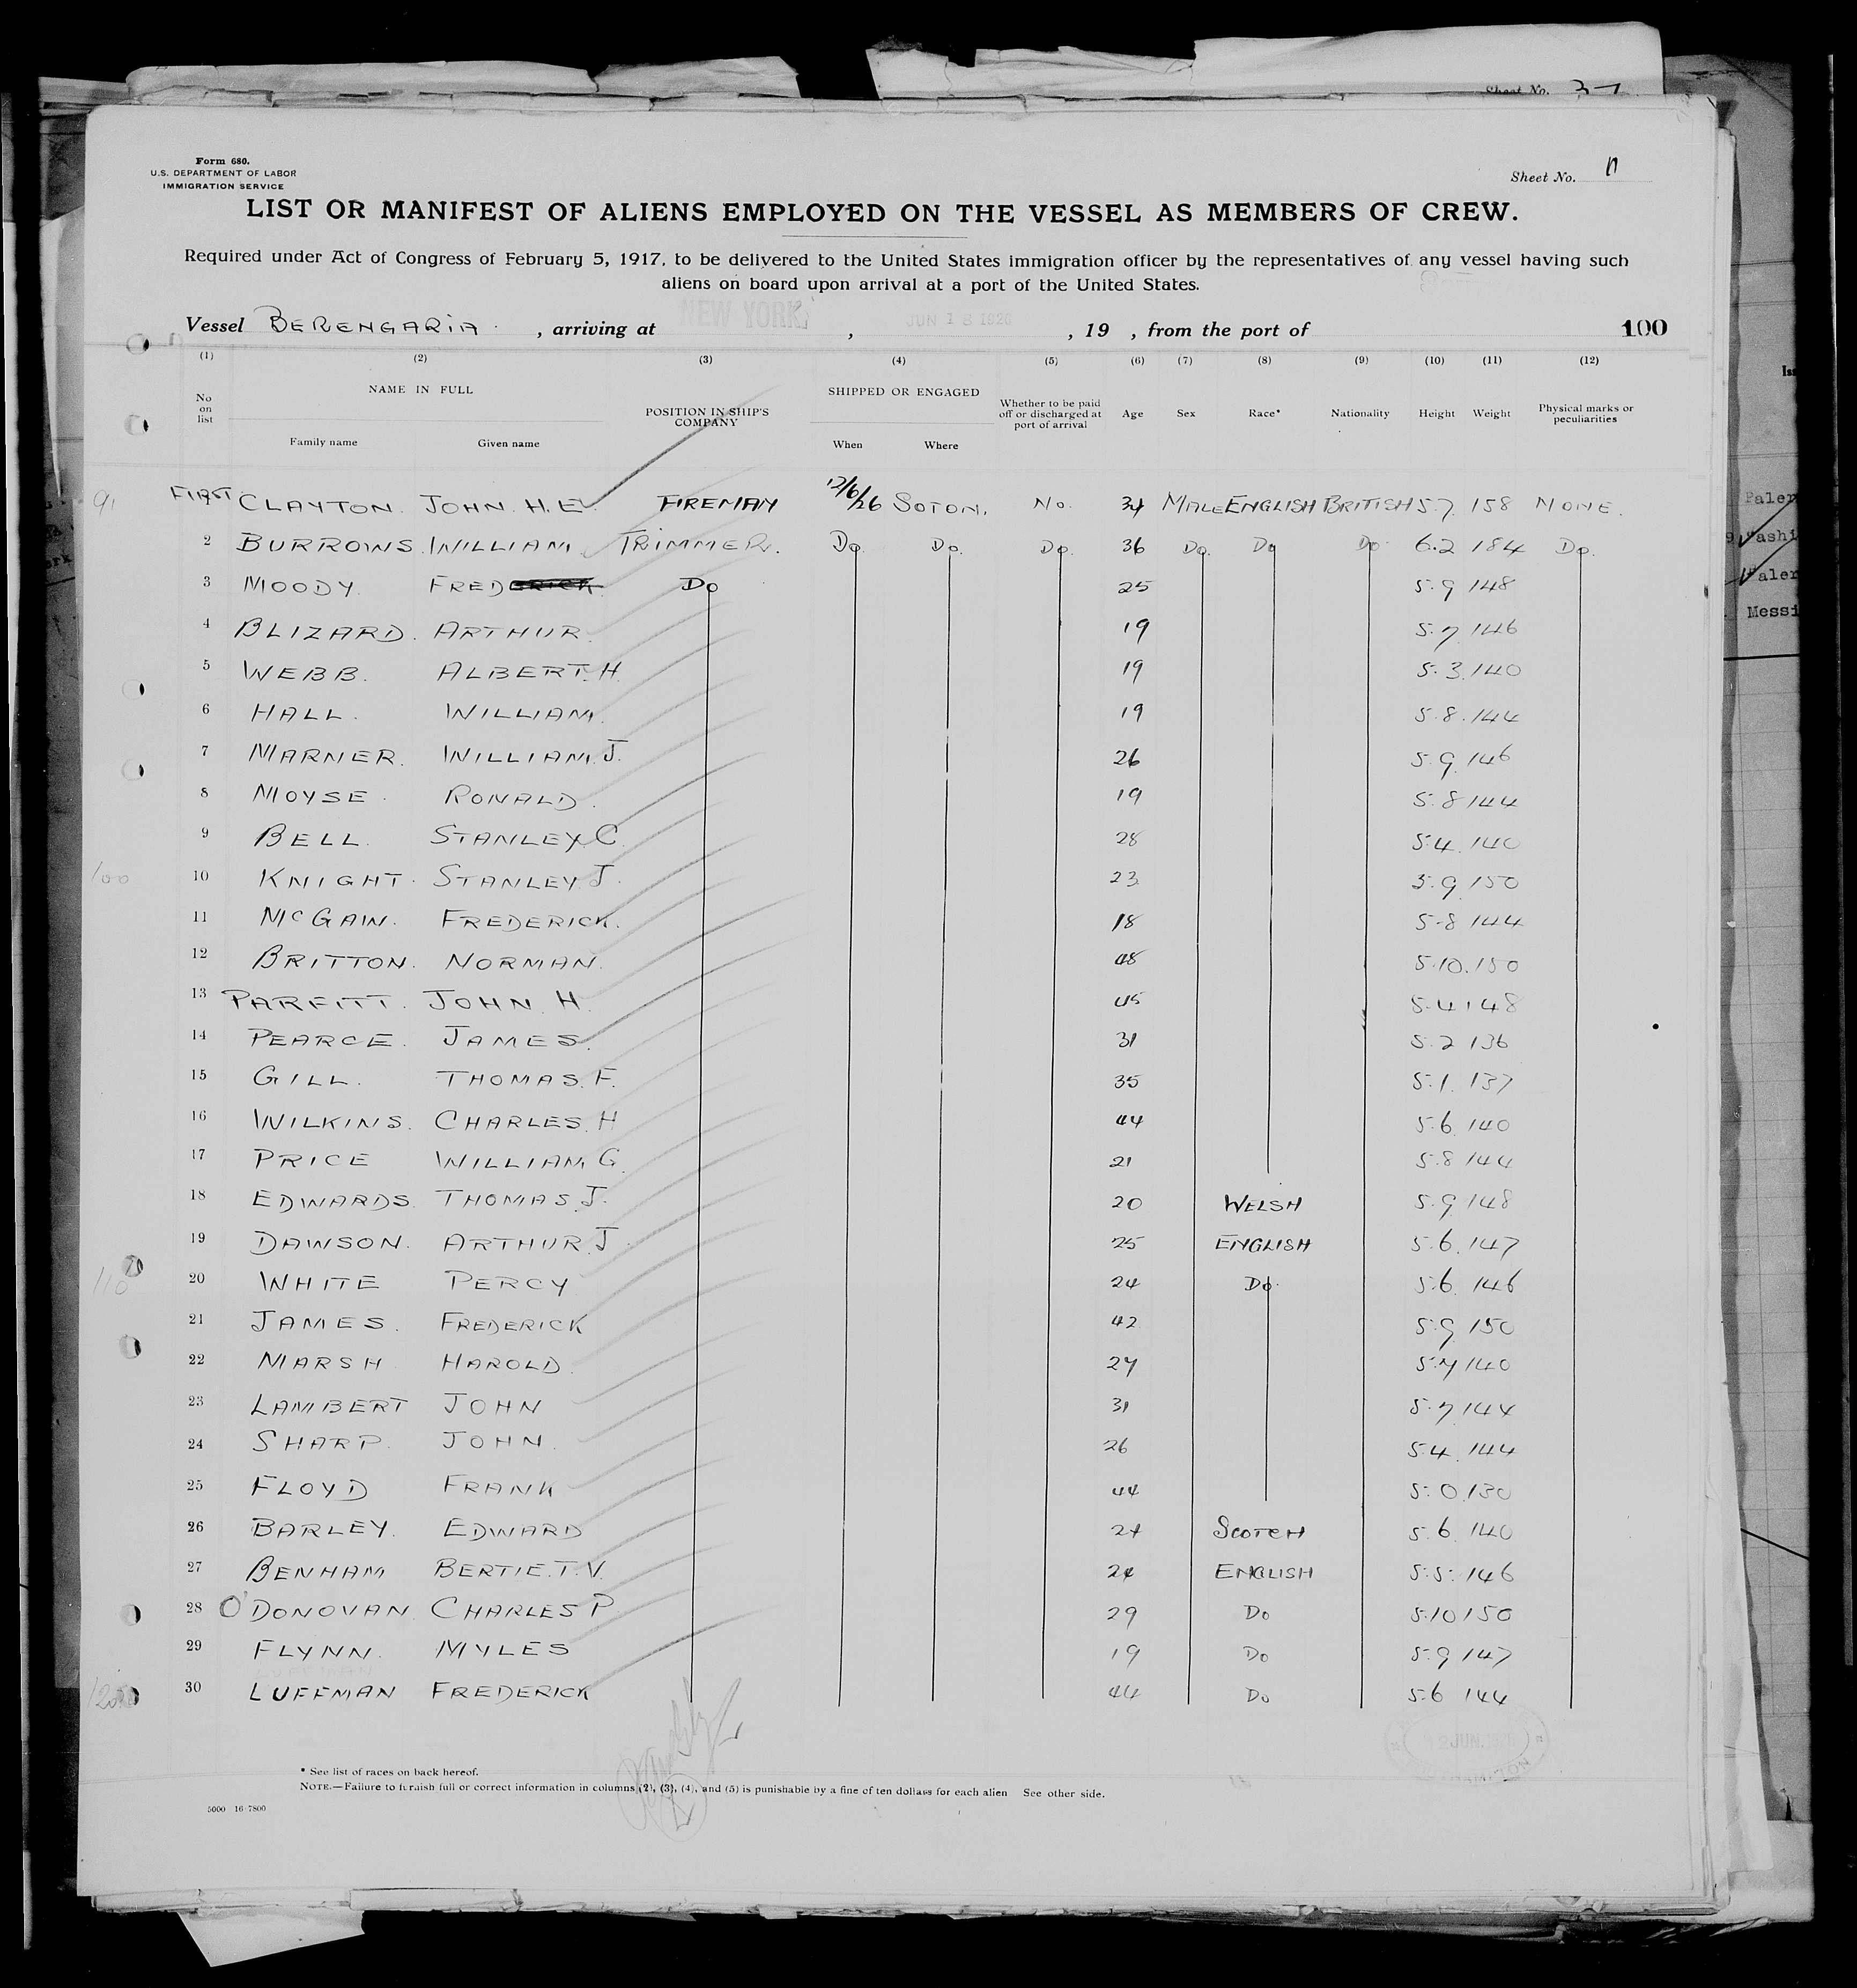 Sheet No. 37
Form 680.
U.S. DEPARTMENT OF LABOR
IMMIGRATION SERVICE
Sheet No.
LIST OR MANIFEST OF ALIENS EMPLOYED ON THE VESSEL AS MEMBERS OF CREW.
Required under Act of Congress of February 5, 1917, to be delivered to the United States immigration officer by the representatives of any vessel having such
aliens on board upon arrival at a port of the United States.
Vessel BERENGARIA. , arriving at NEW YORK , JUN 18 1926 , 19 , from the port of 100
(1) (2) (3) (4) (5) (6) (7) (8) (9) (10) (11) (12)
No on list NAME IN FULL POSITION IN SHIP'S COMPANY SHIPPED OR ENGAGED Whether to be paid off or discharged at port of arrival Age Sex Race* Nationality Height Weight Physical marks or peculiarities
Family name Given name When Where
91 FIRST 1 CLAYTON. JOHN. H.E. FIREMAN 12/6/26 SOTON. No. MALE ENGLISH BRITISH 5.7. 158 NONE.
2 BURROWS. WILLIAM. TRIMMER. Do. Do. Do. 36 Do. Do Do 6.2 184 Do.
3 MOODY. FREDERICK Do 25 5.9 148
4 BLIZARD. ARTHUR. 19 5.7 146
5 WEBB. ALBERT. H. 19 5.3.140
6 HALL. WILLIAM. 19 5.8.144
7 MARNER. WILLIAM. J. 26 5.9.146
8 MOYSE. RONALD. 19 5.8 144
9 BELL. STANLEY. C. 28 5.4.140
100 10 KNIGHT. STANLEY. J. 23 5.9 150
11 McGAW. FREDERICK. 18 5.8 144
12 BRITTON. NORMAN. 48 5.10.150
13 PARFITT. JOHN. H. 45 5.4 148
14 PEARCE. JAMES. 31 5.2 136
15 GILL. THOMAS. F. 35 5.1. 137
16 WILKINS. CHARLES. H 44 5.6.140
17 PRICE WILLIAM. G. 21 5.8 144
18 EDWARDS. THOMAS. J. 20 WELSH 5.9.148
19 DAWSON. ARTHUR. J. 25 ENGLISH 5.6.147
110 20 WHITE PERCY 24 Do. 5.6. 146
21 JAMES. FREDERICK 42 5.9 150
22 MARSH HAROLD. 27 5.7 140
23 LAMBERT JOHN 31 5.7.144
24 SHARP. JOHN. 26 5.4.144
25 FLOYD FRANK 44 5.0.130
26 BARLEY. EDWARD 24 SCOTCH 5.6.140
27 BENHAM BERTIE. T. V. 24 ENGLISH 5.5.146
28 O'DONOVAN CHARLES P 29 Do 5.10 150
29 FLYNN. MYLES 19 Do 5.9 147
120 30 LUFFMAN FREDERICK 44 Do 5.6 144
12 JUN. 1926
* See list of races on back hereof.
NOTE.—Failure to furnish full or correct information in columns (2), (3), (4), and (5) is punishable by a fine of ten dollars for each alien See other side.
5000 16-7800